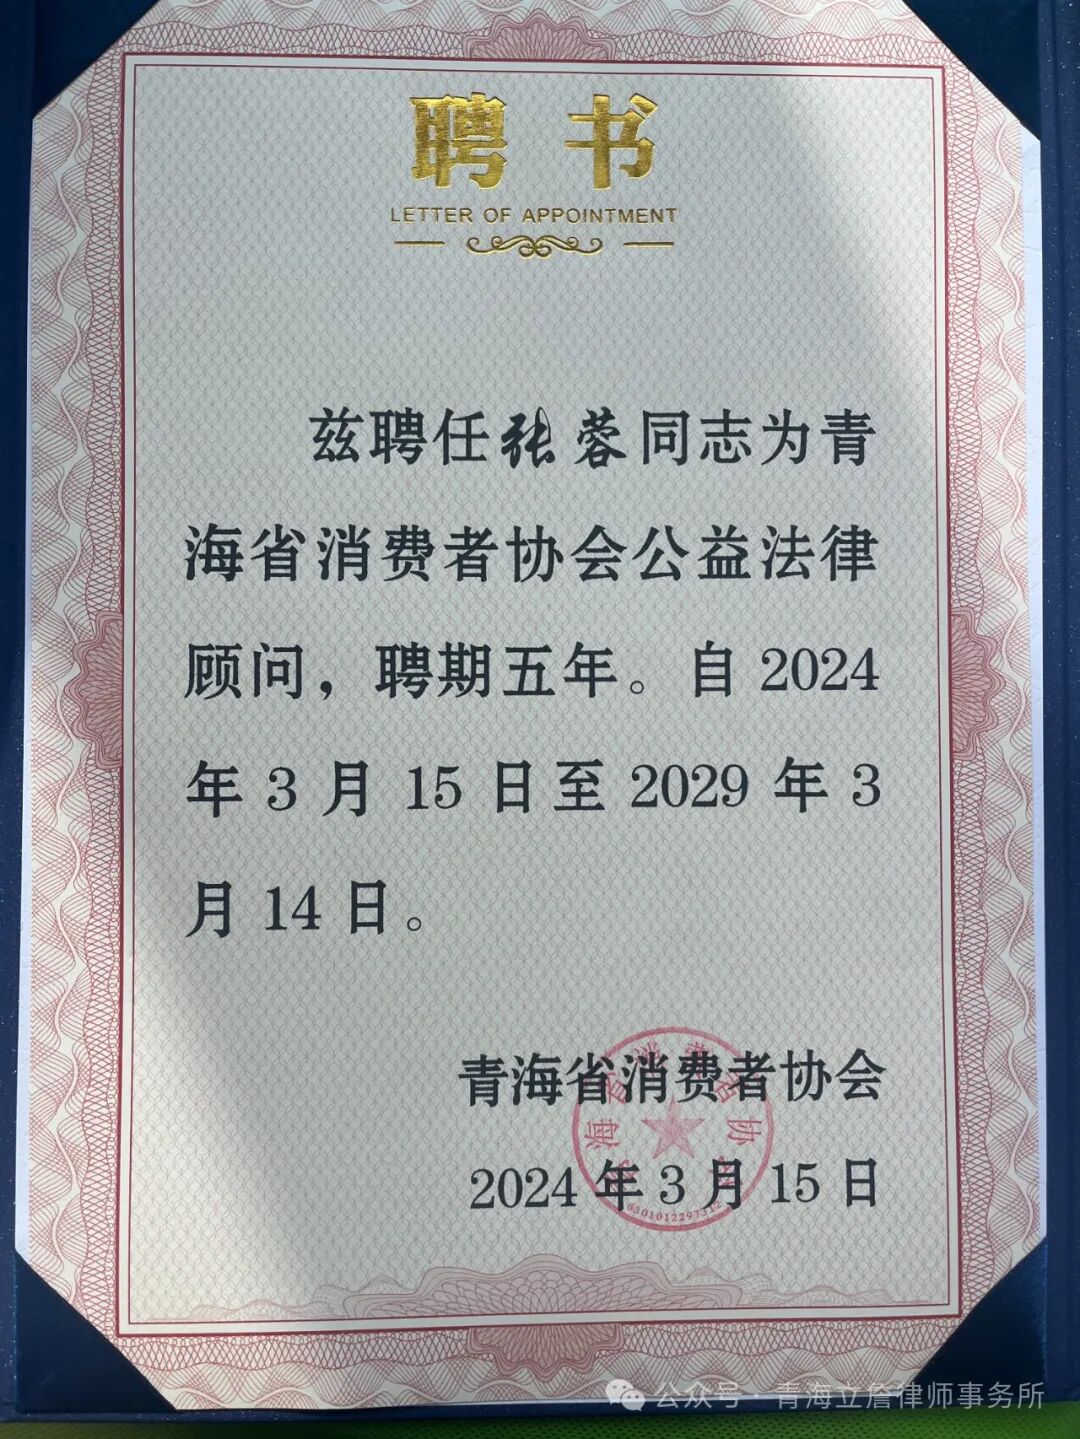 聘书
LETTER OF APPOINTMENT
兹聘任张蓉同志为青
海省消费者协会公益法律
顾问，聘期五年。自 2024
年 3 月 15 日至 2029 年 3
月 14 日。
青海省消费者协会
2024 年 3 月 15 日
公众号 · 青海立詹律师事务所